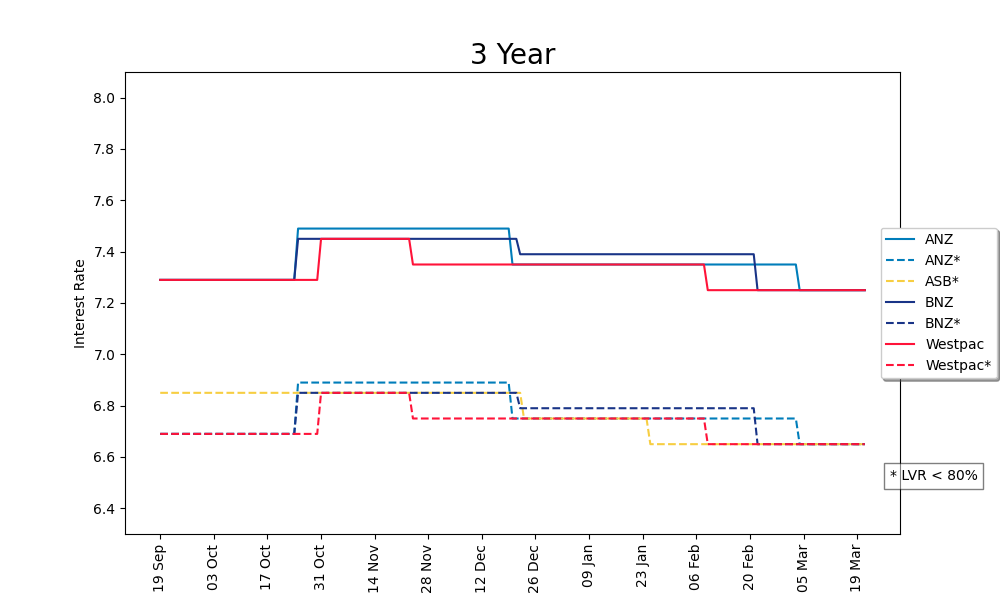 3 Year
Interest Rate
8.0
7.8
7.6
7.4
7.2
7.0
6.8
6.6
6.4
19 Sep
03 Oct
17 Oct
31 Oct
14 Nov
28 Nov
12 Dec
26 Dec
09 Jan
23 Jan
06 Feb
20 Feb
05 Mar
19 Mar
ANZ
ANZ*
ASB*
BNZ
BNZ*
Westpac
Westpac*
* LVR < 80%